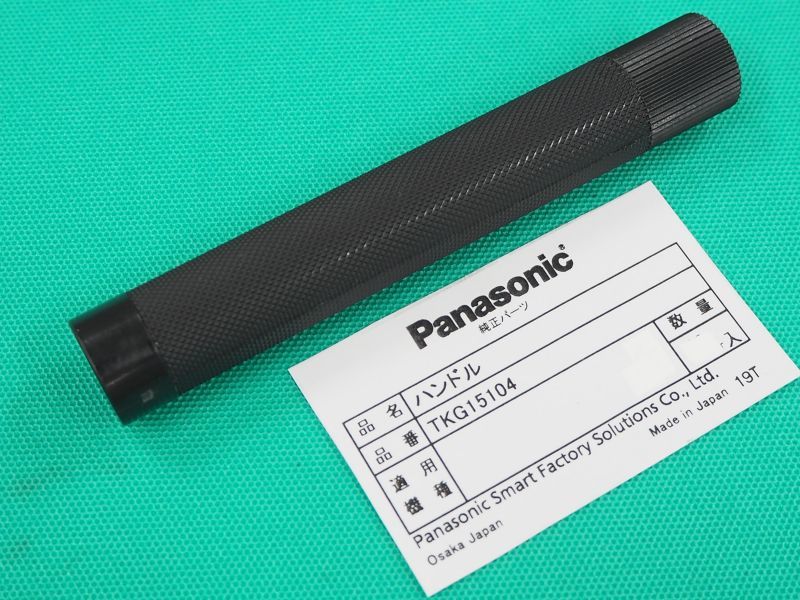 Panasonic®
純正パーツ
品名 ハンドル
品番 TKG15104 数量 入
適用機種
Panasonic Smart Factory Solutions Co., Ltd.
Osaka Japan Made in Japan 19T